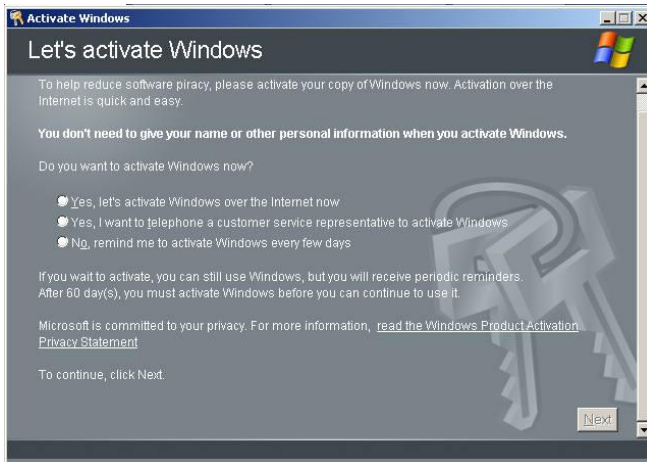 Activate Windows
Let's activate Windows
To help reduce software piracy, please activate your copy of Windows now. Activation over the
Internet is quick and easy.
You don't need to give your name or other personal information when you activate Windows.
Do you want to activate Windows now?
Yes, let's activate Windows over the Internet now
Yes, I want to telephone a customer service representative to activate Windows
No, remind me to activate Windows every few days
If you wait to activate, you can still use Windows, but you will receive periodic reminders.
After 60 day(s), you must activate Windows before you can continue to use it.
Microsoft is committed to your privacy. For more information, read the Windows Product Activation
Privacy Statement
To continue, click Next.
Next